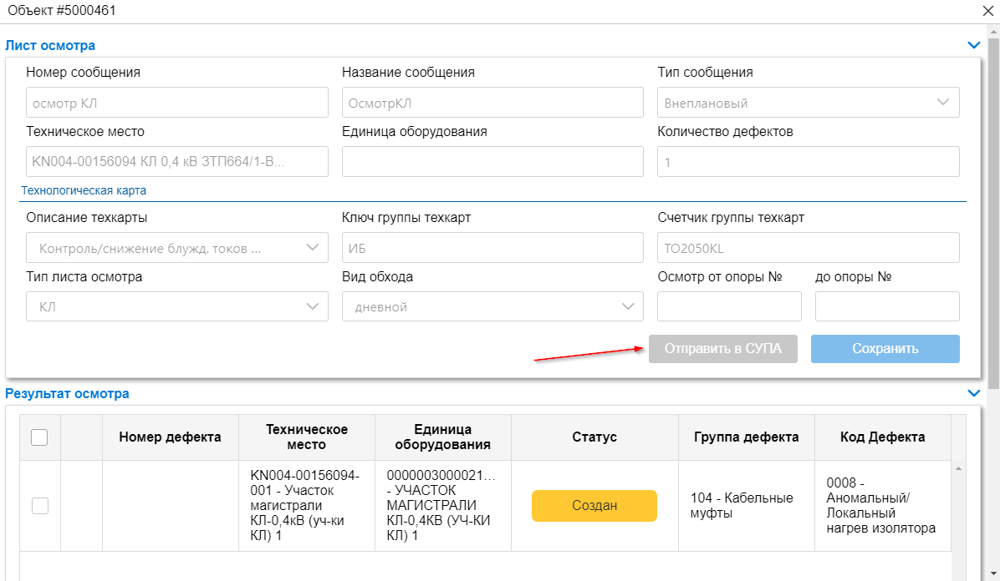 Объект #5000461
Лист осмотра
Номер сообщения
Название сообщения
Тип сообщения
осмотр КЛ
ОсмотрКЛ
Внеплановый
Техническое место
Единица оборудования
Количество дефектов
KN004-00156094 КЛ 0,4 кВ ЗТП664/1-В...
1
Технологическая карта
Описание техкарты
Ключ группы техкарт
Счетчик группы техкарт
Контроль/снижение блужд. токов ...
ИБ
TO2050KL
Тип листа осмотра
Вид обхода
Осмотр от опоры №
до опоры №
КЛ
дневной
Отправить в СУПА
Сохранить
Результат осмотра
Номер дефекта
Техническое
место
Единица
оборудования
Статус
Группа дефекта
Код Дефекта
KN004-00156094-
001 - Участок
магистрали
КЛ-0,4кВ (уч-ки
КЛ) 1
0000003000021...
- УЧАСТОК
МАГИСТРАЛИ
КЛ-0,4КВ (УЧ-КИ
КЛ) 1
Создан
104 - Кабельные
муфты
0008 -
Аномальный/
Локальный
нагрев изолятора